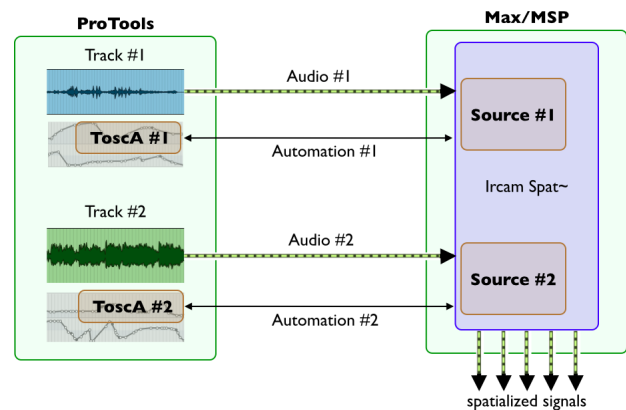 ProTools
Max/MSP
Track #1
Audio #1
Source #1
ToscA #1
Automation #1
Ircam Spat~
Track #2
Audio #2
Source #2
ToscA #2
Automation #2
spatialized signals